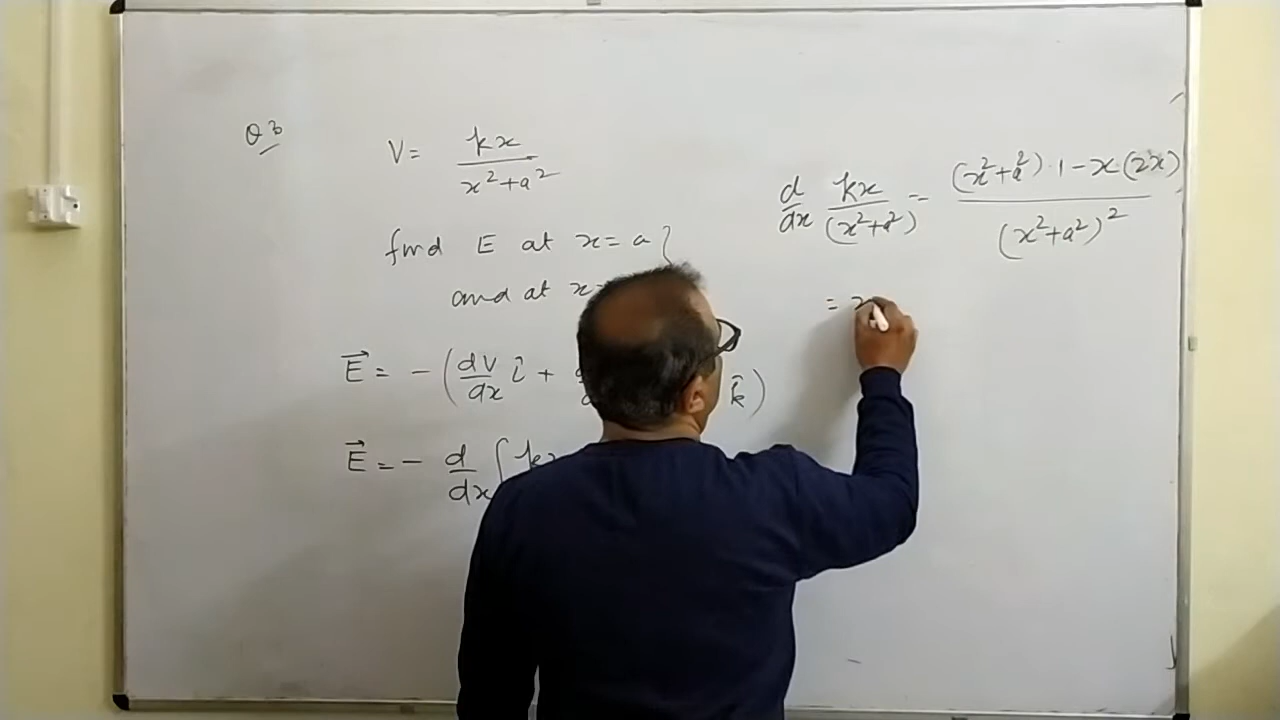 Q3
V = kx / x² + a²
find E at x = a }
and at x
E⃗ = - ( dV/dx î + k̂ )
E⃗ = - d/dx ( kx
d/dx kx / (x² + a²) = (x² + a²) · 1 - x (2x) / (x² + a²)²
= x